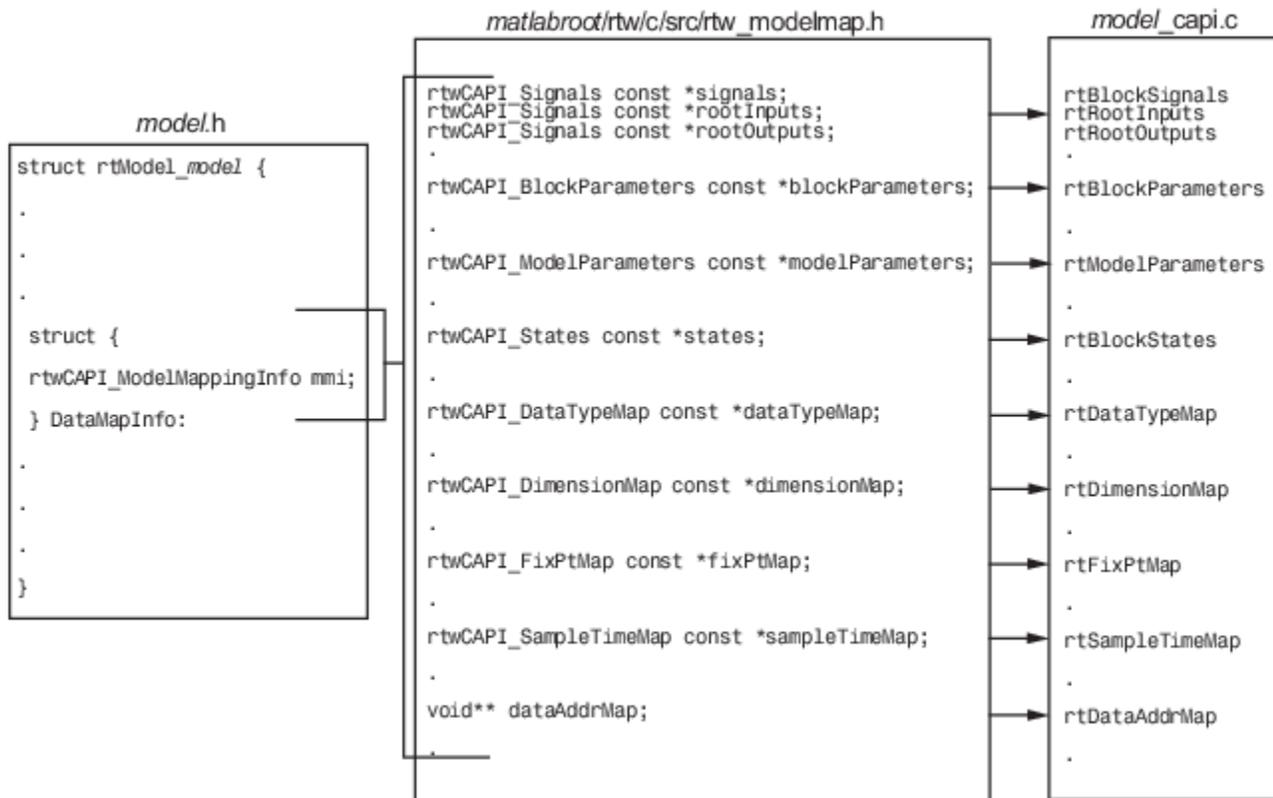 model.h
struct rtModel_model {
.
.
.
struct {
rtwCAPI_ModelMappingInfo mmi;
} DataMapInfo:
.
.
.
}
matlabroot/rtw/c/src/rtw_modelmap.h
rtwCAPI_Signals const *signals;
rtwCAPI_Signals const *rootInputs;
rtwCAPI_Signals const *rootOutputs;
.
rtwCAPI_BlockParameters const *blockParameters;
.
rtwCAPI_ModelParameters const *modelParameters;
.
rtwCAPI_States const *states;
.
rtwCAPI_DataTypeMap const *dataTypeMap;
.
rtwCAPI_DimensionMap const *dimensionMap;
.
rtwCAPI_FixPtMap const *fixPtMap;
.
rtwCAPI_SampleTimeMap const *sampleTimeMap;
.
void** dataAddrMap;
.
model_capi.c
rtBlockSignals
rtRootInputs
rtRootOutputs
.
rtBlockParameters
.
rtModelParameters
.
rtBlockStates
.
rtDataTypeMap
.
rtDimensionMap
.
rtFixPtMap
.
rtSampleTimeMap
.
rtDataAddrMap
.